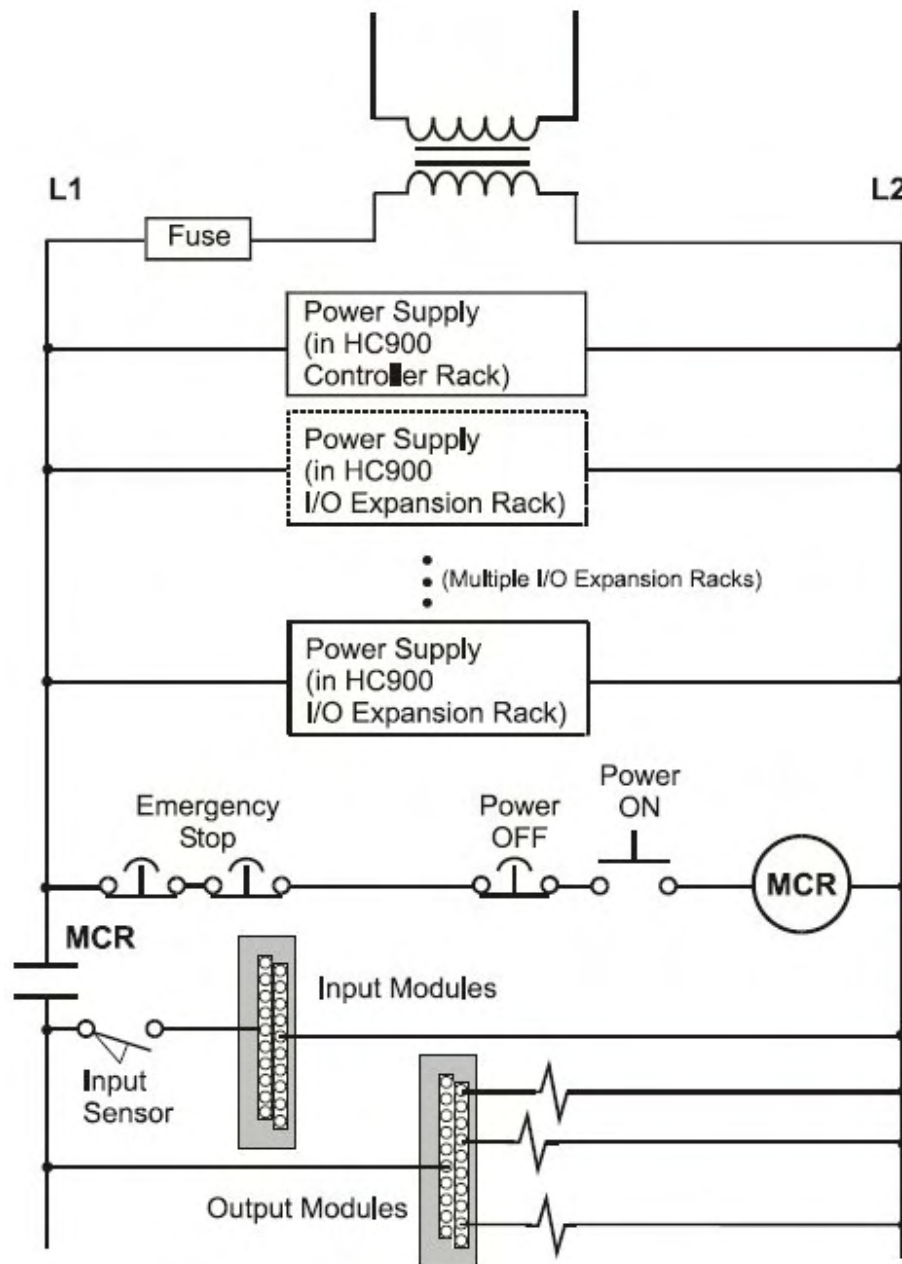 L1
L2
Fuse
Power Supply
(in HC900
Controller Rack)
Power Supply
(in HC900
I/O Expansion Rack)
(Multiple I/O Expansion Racks)
Power Supply
(in HC900
I/O Expansion Rack)
Emergency
Stop
Power
OFF
Power
ON
MCR
MCR
Input Modules
Input
Sensor
Output Modules